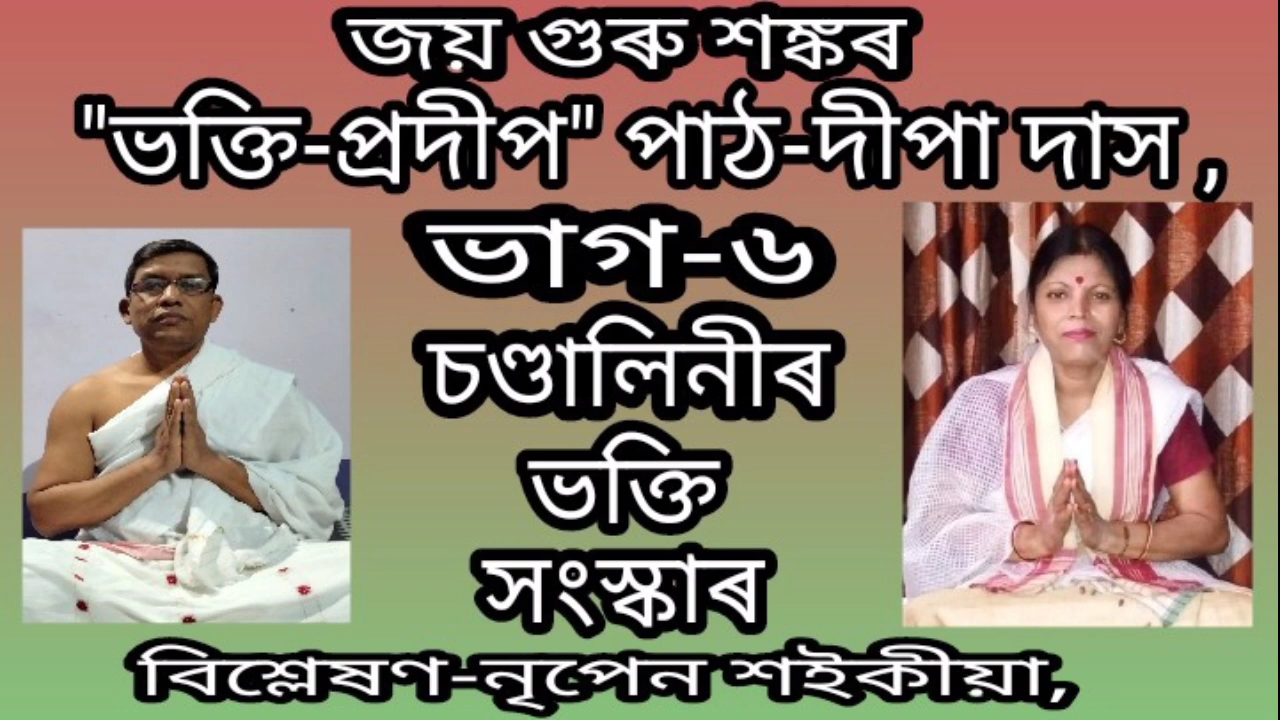 জয় গুৰু শঙ্কৰ
"ভক্তি-প্ৰদীপ" পাঠ-দীপা দাস ,
ভাগ-৬
চণ্ডালিনীৰ
ভক্তি
সংস্কাৰ
বিশ্লেষণ-নৃপেন শইকীয়া,